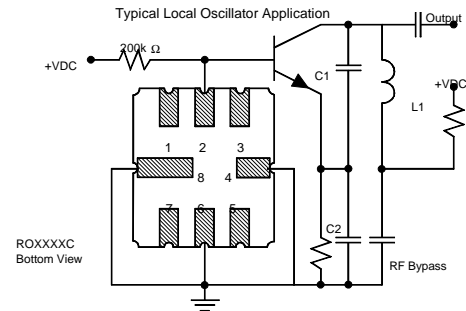 Typical Local Oscillator Application
Output
200k Ω
+VDC
C1
+VDC
L1
1 2 3
8 4
7 6 5
C2
ROXXXXC
Bottom View
RF Bypass